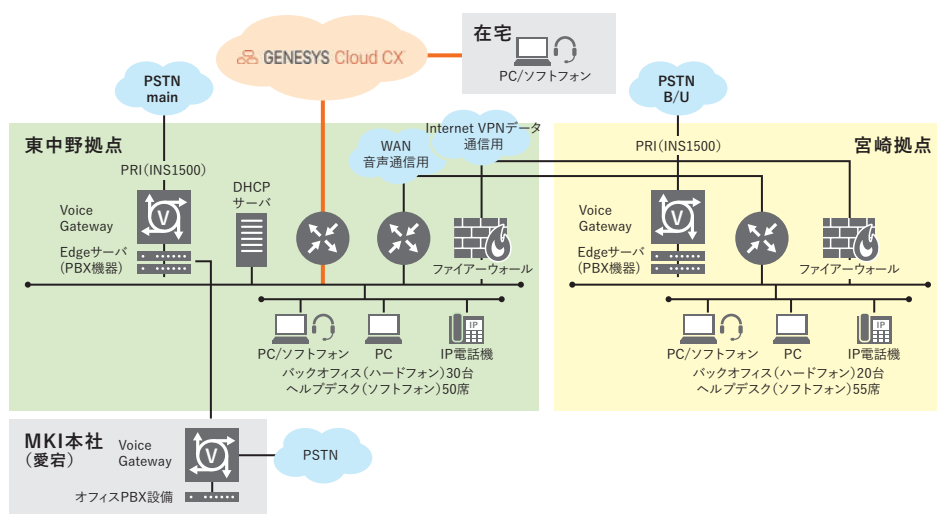 在宅
GENESYS Cloud CX
PC/ソフトフォン
PSTN
main
PSTN
B/U
東中野拠点
PRI(INS1500)
WAN
音声通信用
Internet VPNデータ
通信用
PRI(INS1500)
宮崎拠点
Voice
Gateway
V
DHCP
サーバ
Edgeサーバ
(PBX機器)
ファイアーウォール
Voice
Gateway
V
Edgeサーバ
(PBX機器)
ファイアーウォール
IP
PC/ソフトフォン
PC
IP電話機
バックオフィス(ハードフォン)30台
ヘルプデスク(ソフトフォン)50席
IP
PC/ソフトフォン
PC
IP電話機
バックオフィス(ハードフォン)20台
ヘルプデスク(ソフトフォン)55席
MKI本社
(愛宕)
Voice
Gateway
V
PSTN
オフィスPBX設備